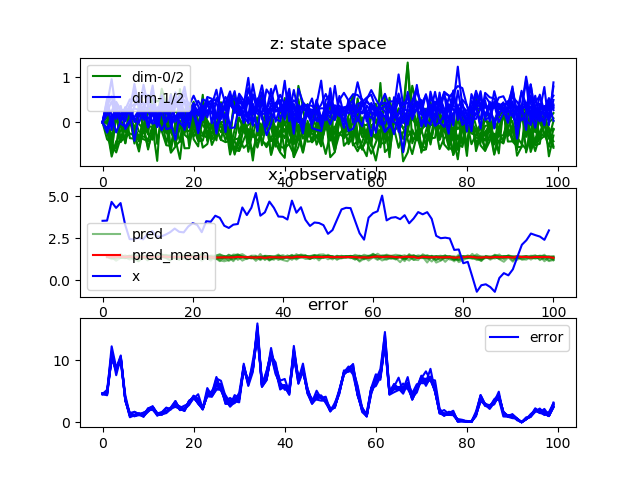 z: state space
1
0
dim-0/2
dim-1/2
0 20 40 60 80 100
x: observation
5.0
2.5
0.0
pred
pred_mean
x
0 20 40 60 80 100
error
10
0
error
0 20 40 60 80 100